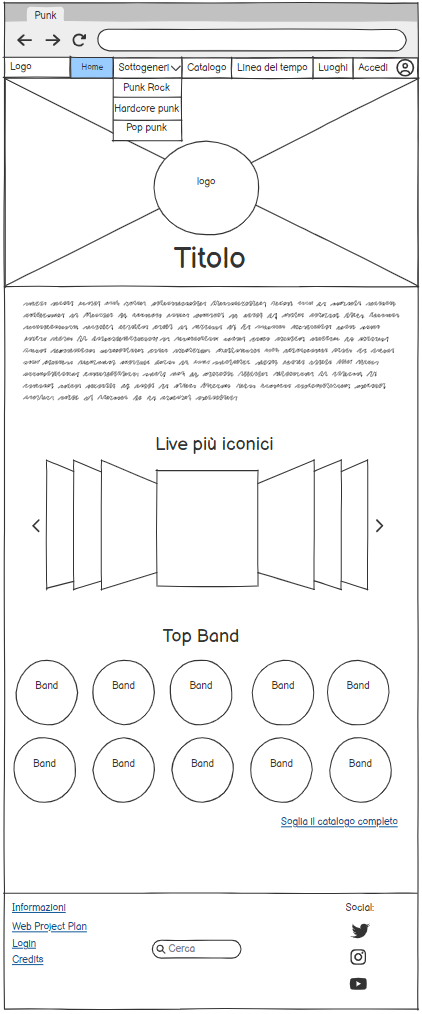 Punk
Logo Home Sottogeneri Catalogo Linea del tempo Luoghi Accedi
Punk Rock
Hardcore punk
Pop punk
logo
Titolo
Live più iconici
Top Band
Band Band Band Band Band
Band Band Band Band Band
Soglia il catalogo completo
Informazioni
Web Project Plan
Login
Credits
Cerca
Social: